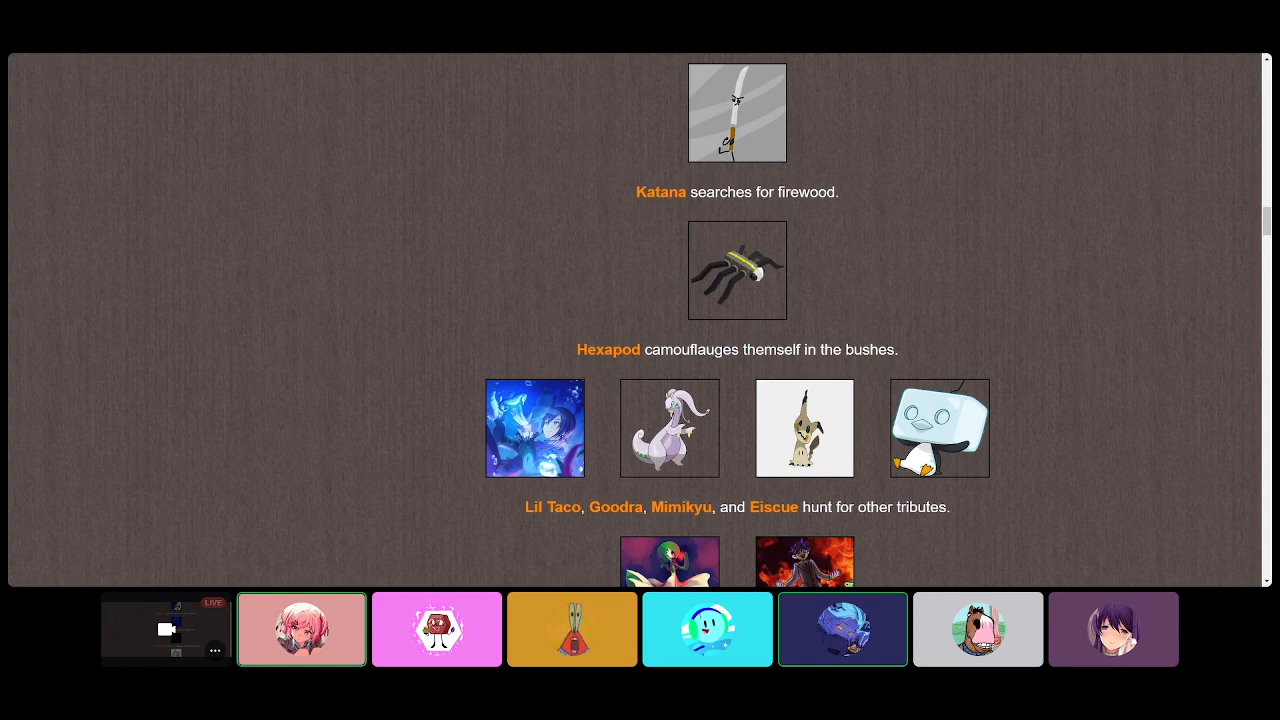 Katana searches for firewood.
Hexapod camouflauges themself in the bushes.
Lil Taco, Goodra, Mimikyu, and Eiscue hunt for other tributes.
LIVE